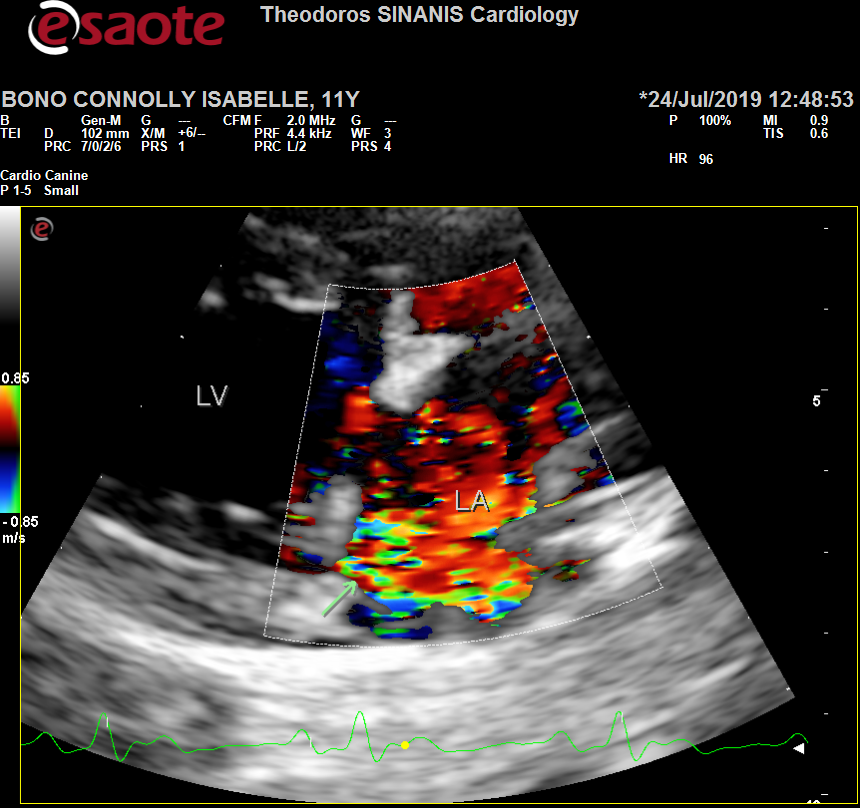 esaote
Theodoros SINANIS Cardiology
BONO CONNOLLY ISABELLE, 11Y
*24/Jul/2019 12:48:53
B Gen-M G --- CFM F 2.0 MHz G --- P 100% MI 0.9
TEI D 102 mm X/M +6/-- PRF 4.4 kHz WF 3 TIS 0.6
PRC 7/0/2/6 PRS 1 PRC L/2 PRS 4
HR 96
Cardio Canine
P 1-5 Small
e
0.85
LV
5
LA
- 0.85
m/s